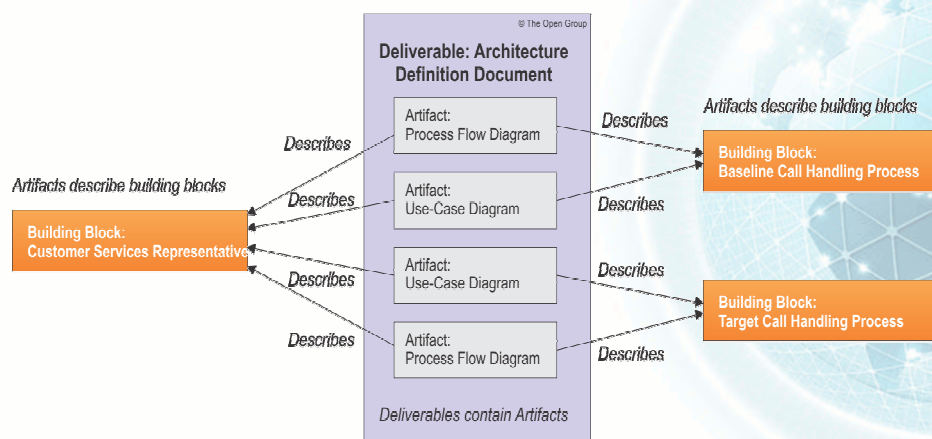 © The Open Group
Deliverable: Architecture
Definition Document
Artifact:
Process Flow Diagram
Artifact:
Use-Case Diagram
Artifact:
Use-Case Diagram
Artifact:
Process Flow Diagram
Deliverables contain Artifacts
Artifacts describe building blocks
Building Block:
Customer Services Representative
Describes
Describes
Describes
Describes
Artifacts describe building blocks
Describes
Building Block:
Baseline Call Handling Process
Describes
Describes
Building Block:
Target Call Handling Process
Describes